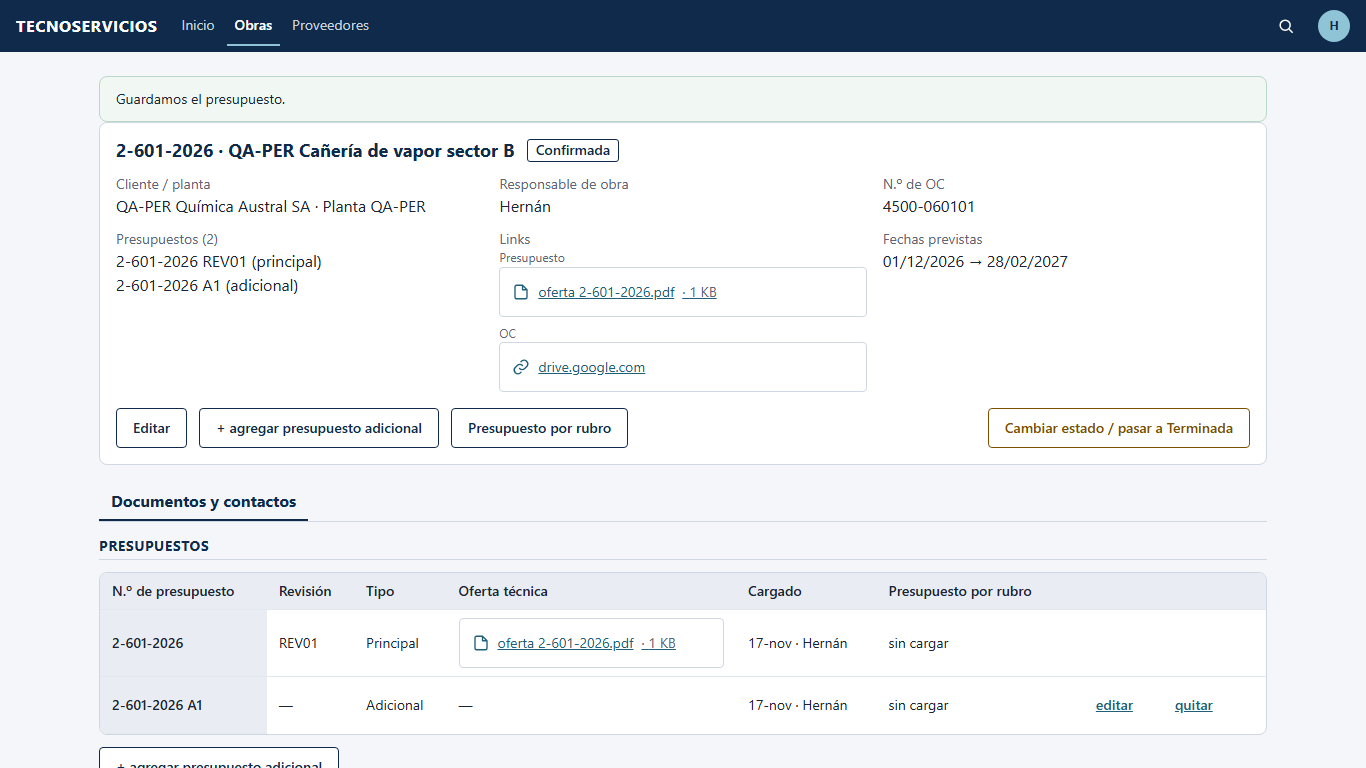 TECNOSERVICIOS Inicio Obras Proveedores H
Guardamos el presupuesto.
2-601-2026 · QA-PER Cañería de vapor sector B Confirmada
Cliente / planta Responsable de obra N.º de OC
QA-PER Química Austral SA · Planta QA-PER Hernán 4500-060101
Presupuestos (2) Links Fechas previstas
Presupuesto
2-601-2026 REV01 (principal) 01/12/2026 → 28/02/2027
2-601-2026 A1 (adicional) oferta 2-601-2026.pdf · 1 KB
OC
drive.google.com
Editar + agregar presupuesto adicional Presupuesto por rubro Cambiar estado / pasar a Terminada
Documentos y contactos
PRESUPUESTOS
N.º de presupuesto Revisión Tipo Oferta técnica Cargado Presupuesto por rubro
2-601-2026 REV01 Principal oferta 2-601-2026.pdf · 1 KB 17-nov · Hernán sin cargar
2-601-2026 A1 — Adicional — 17-nov · Hernán sin cargar editar quitar
+ agregar presupuesto adicional